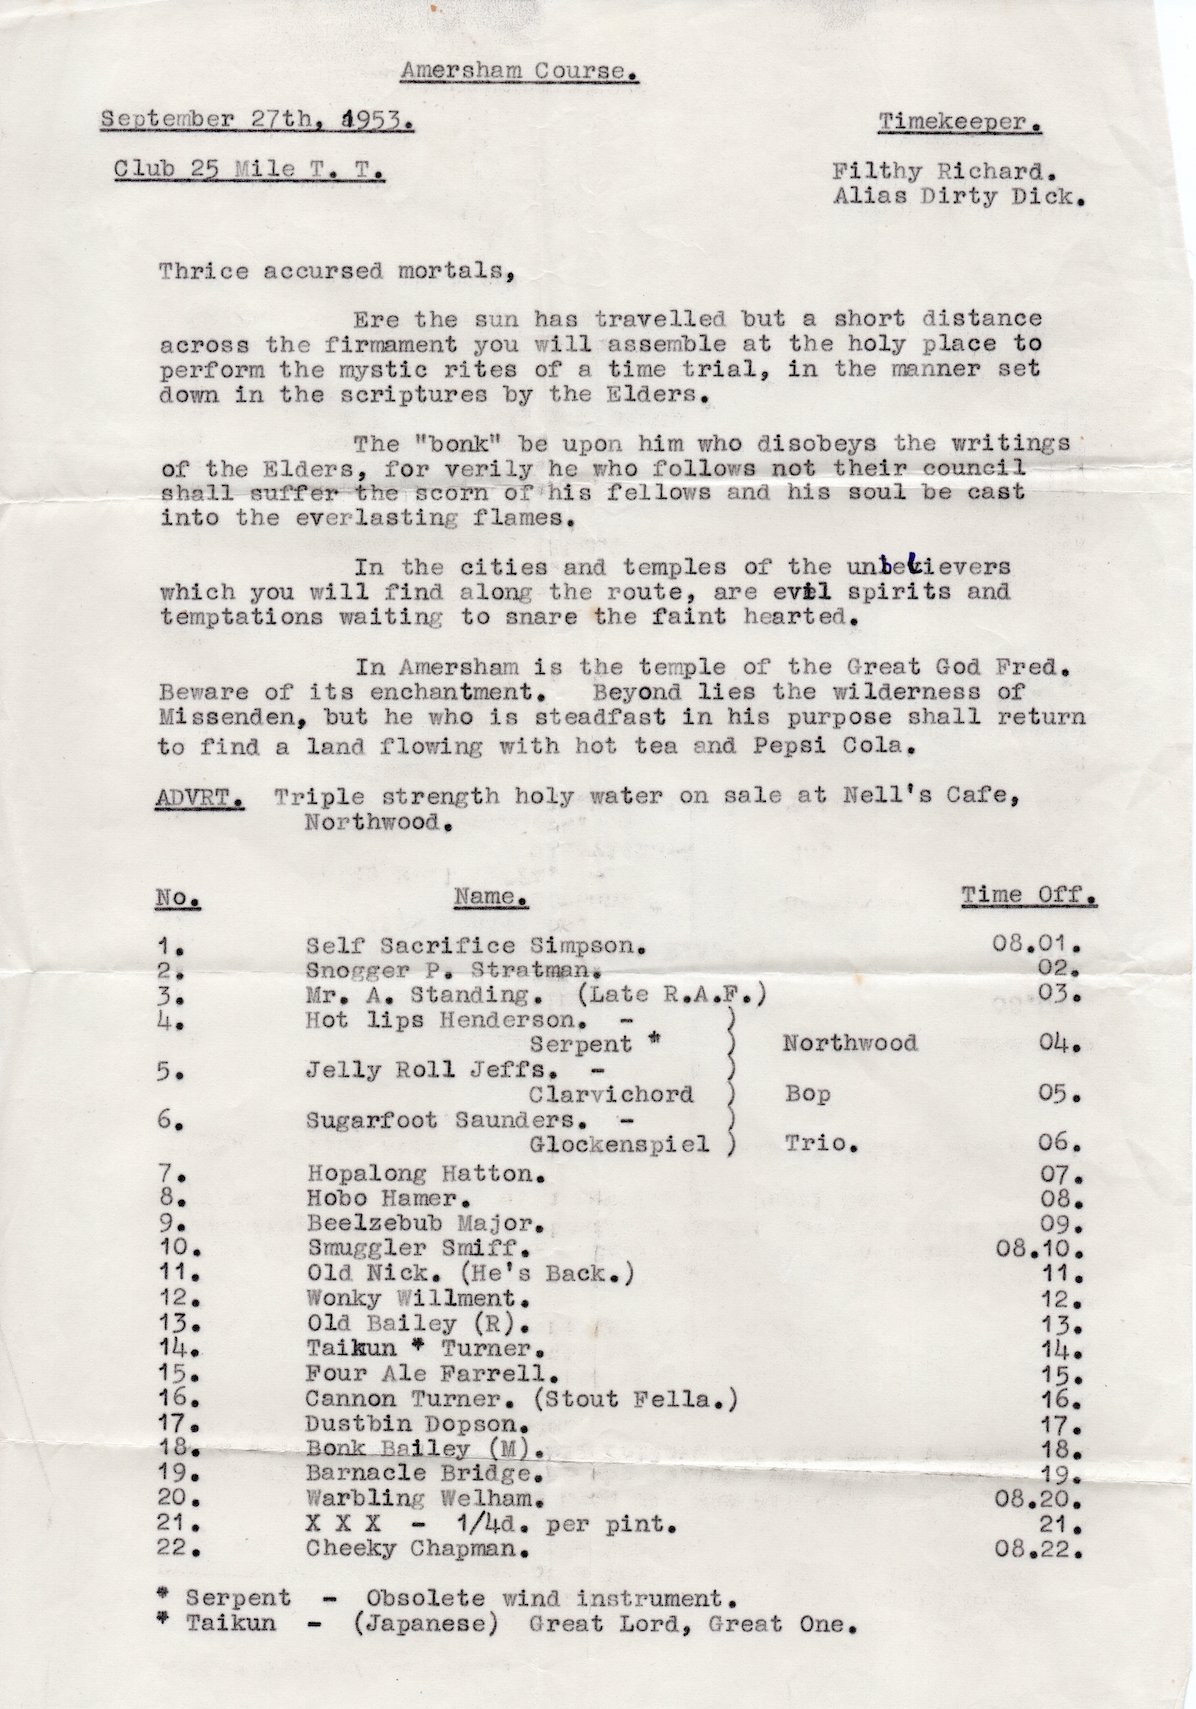 Amersham Course.
September 27th, 1953.
Timekeeper.
Club 25 Mile T. T.
Filthy Richard.
Alias Dirty Dick.
Thrice accursed mortals,
Ere the sun has travelled but a short distance
across the firmament you will assemble at the holy place to
perform the mystic rites of a time trial, in the manner set
down in the scriptures by the Elders.
The "bonk" be upon him who disobeys the writings
of the Elders, for verily he who follows not their council
shall suffer the scorn of his fellows and his soul be cast
into the everlasting flames.
In the cities and temples of the unbelievers
which you will find along the route, are evil spirits and
temptations waiting to snare the faint hearted.
In Amersham is the temple of the Great God Fred.
Beware of its enchantment. Beyond lies the wilderness of
Missenden, but he who is steadfast in his purpose shall return
to find a land flowing with hot tea and Pepsi Cola.
ADVRT. Triple strength holy water on sale at Nell's Cafe,
Northwood.
No. Name. Time Off.
1. Self Sacrifice Simpson. 08.01.
2. Snogger P. Stratman. 02.
3. Mr. A. Standing. (Late R.A.F.) 03.
4. Hot lips Henderson. - )
Serpent * ) Northwood 04.
5. Jelly Roll Jeffs. - )
Clarvichord ) Bop 05.
6. Sugarfoot Saunders. - )
Glockenspiel ) Trio. 06.
7. Hopalong Hatton. 07.
8. Hobo Hamer. 08.
9. Beelzebub Major. 09.
10. Smuggler Smiff. 08.10.
11. Old Nick. (He's Back.) 11.
12. Wonky Willment. 12.
13. Old Bailey (R). 13.
14. Taikun * Turner. 14.
15. Four Ale Farrell. 15.
16. Cannon Turner. (Stout Fella.) 16.
17. Dustbin Dopson. 17.
18. Bonk Bailey (M). 18.
19. Barnacle Bridge. 19.
20. Warbling Welham. 08.20.
21. X X X - 1/4d. per pint. 21.
22. Cheeky Chapman. 08.22.
* Serpent - Obsolete wind instrument.
* Taikun - (Japanese) Great Lord, Great One.